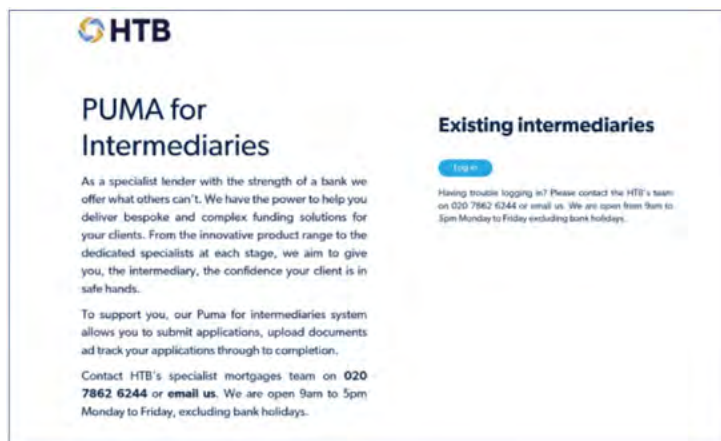 HTB
PUMA for
Intermediaries
As a specialist lender with the strength of a bank we
offer what others can't. We have the power to help you
deliver bespoke and complex funding solutions for
your clients. From the innovative product range to the
dedicated specialists at each stage, we aim to give
you, the intermediary, the confidence your client is in
safe hands.
To support you, our Puma for intermediaries system
allows you to submit applications, upload documents
ad track your applications through to completion.
Contact HTB's specialist mortgages team on 020
7862 6244 or email us. We are open 9am to 5pm
Monday to Friday, excluding bank holidays.
Existing intermediaries
Log in
Having trouble logging in? Please contact the HTB's team
on 020 7862 6244 or email us. We are open from 9am to
5pm Monday to Friday excluding bank holidays.